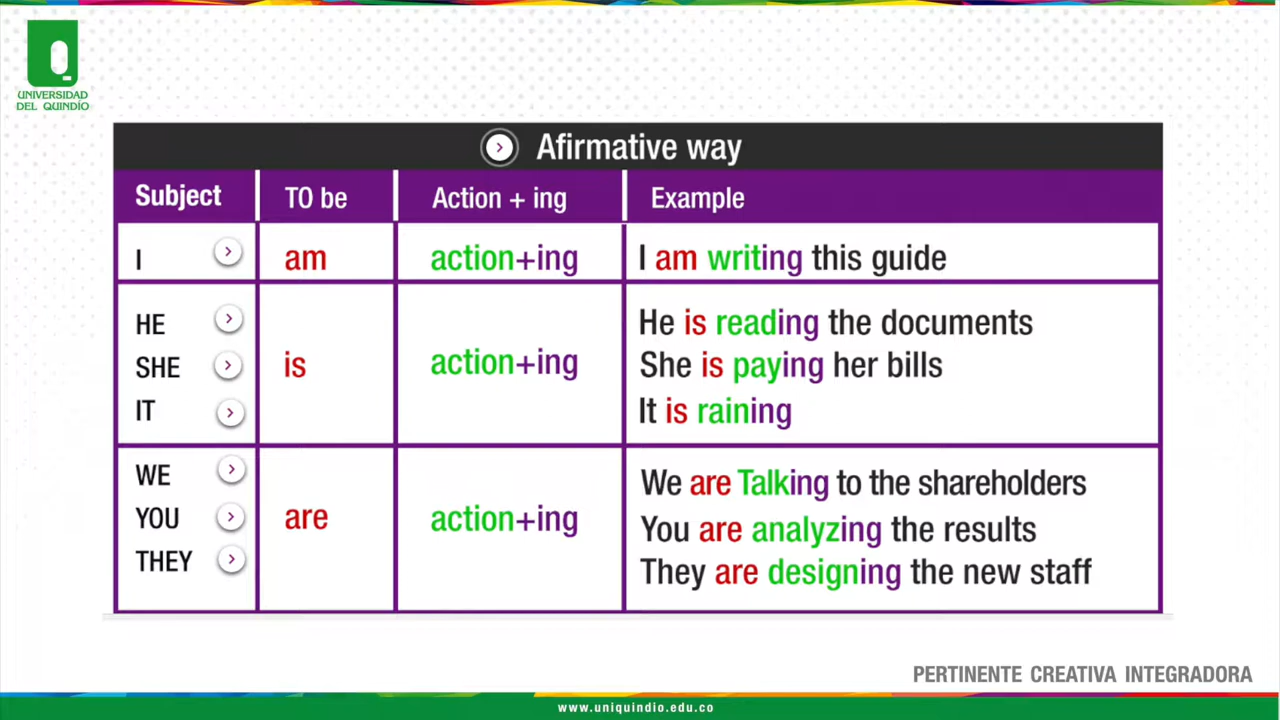 UNIVERSIDAD
DEL QUINDÍO
Afirmative way
Subject TO be Action + ing Example
I am action+ing I am writing this guide
HE
SHE
IT
is
action+ing
He is reading the documents
She is paying her bills
It is raining
WE
YOU
THEY
are
action+ing
We are Talking to the shareholders
You are analyzing the results
They are designing the new staff
PERTINENTE CREATIVA INTEGRADORA
www.uniquindio.edu.co